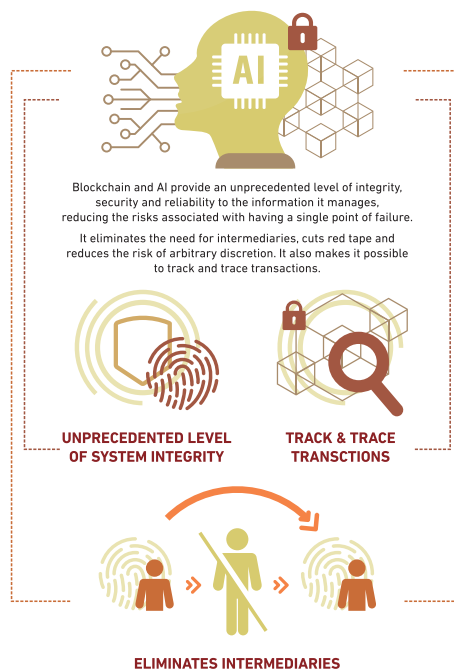 AI
Blockchain and AI provide an unprecedented level of integrity,
security and reliability to the information it manages,
reducing the risks associated with having a single point of failure.
It eliminates the need for intermediaries, cuts red tape and
reduces the risk of arbitrary discretion. It also makes it possible
to track and trace transactions.
UNPRECEDENTED LEVEL
OF SYSTEM INTEGRITY
TRACK & TRACE
TRANSCTIONS
ELIMINATES INTERMEDIARIES